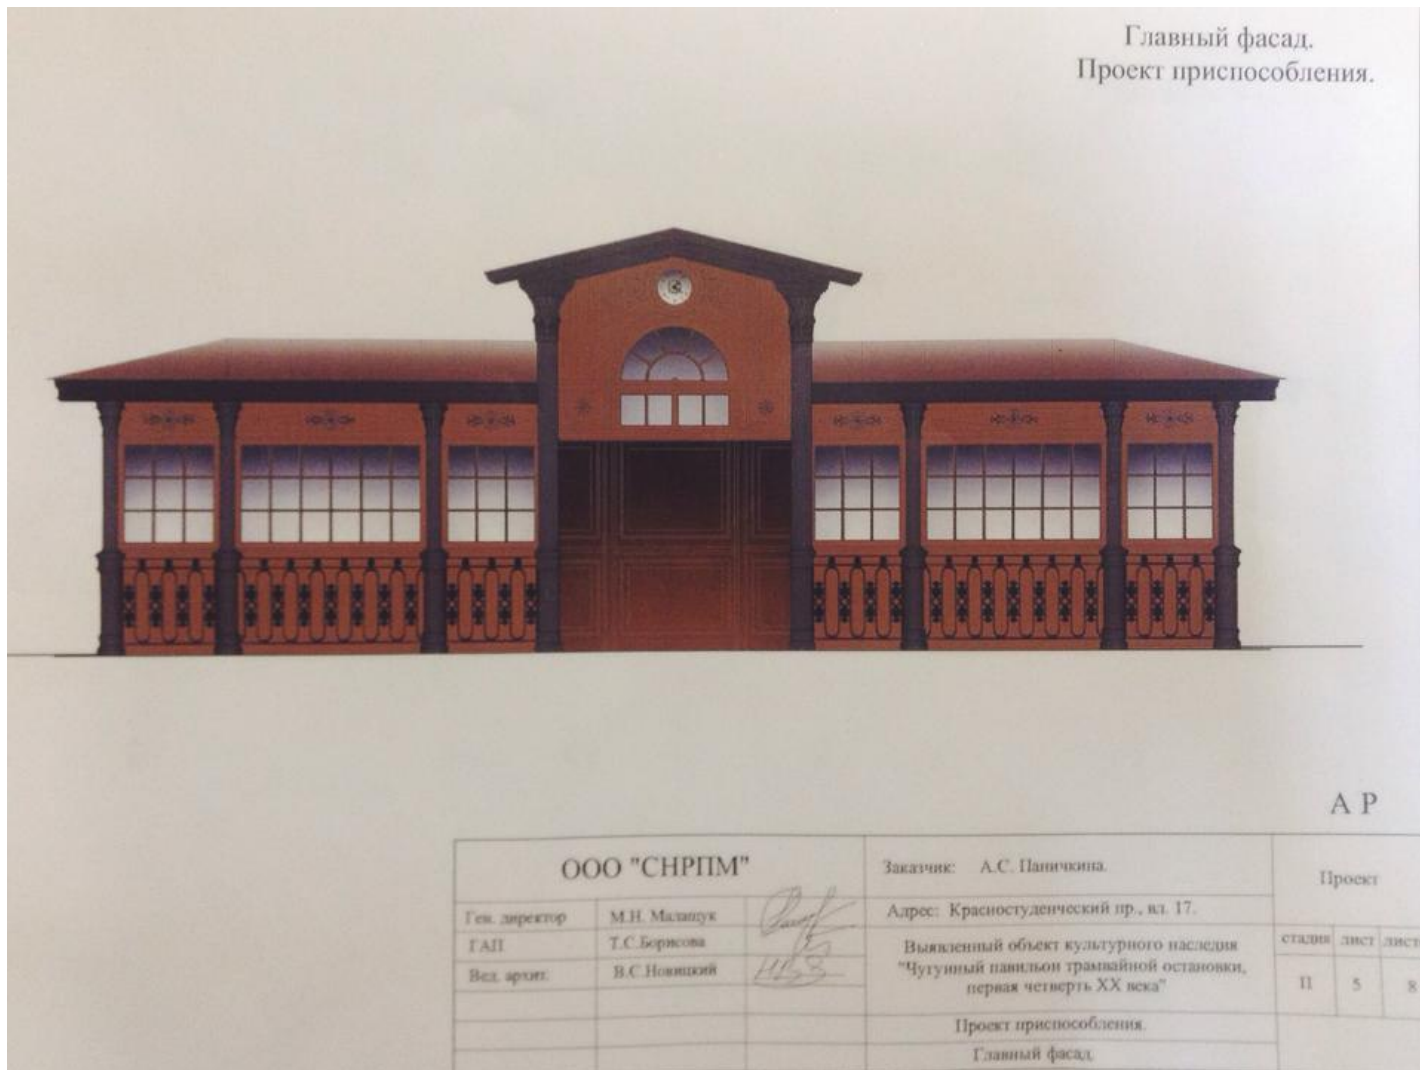 Главный фасад.
Проект приспособления.
А Р
ООО "СНРПМ"
Ген. директор М.Н. Малащук
ГАП Т.С.Борисова
Вед. архит. В.С.Новицкий
Заказчик: А.С. Паничкина.
Адрес: Красностуденческий пр., вл. 17.
Выявленный объект культурного наследия
"Чугунный павильон трамвайной остановки,
первая четверть XX века"
Проект приспособления.
Главный фасад
Проект
стадия лист лист
П 5 8